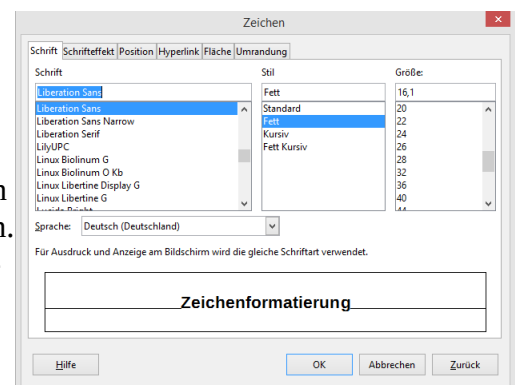 Zeichen
Schrift Schrifteffekt Position Hyperlink Fläche Umrandung
Schrift Stil Größe:
Liberation Sans Fett 16,1
Liberation Sans Standard 20
Liberation Sans Narrow Fett 22
Liberation Serif Kursiv 24
LilyUPC Fett Kursiv 26
Linux Biolinum G 28
Linux Biolinum O Kb 32
Linux Libertine Display G 36
Linux Libertine G 40
Lucida Bright 44
n
n.
Sprache: Deutsch (Deutschland)
Für Ausdruck und Anzeige am Bildschirm wird die gleiche Schriftart verwendet.
Zeichenformatierung
Hilfe OK Abbrechen Zurück